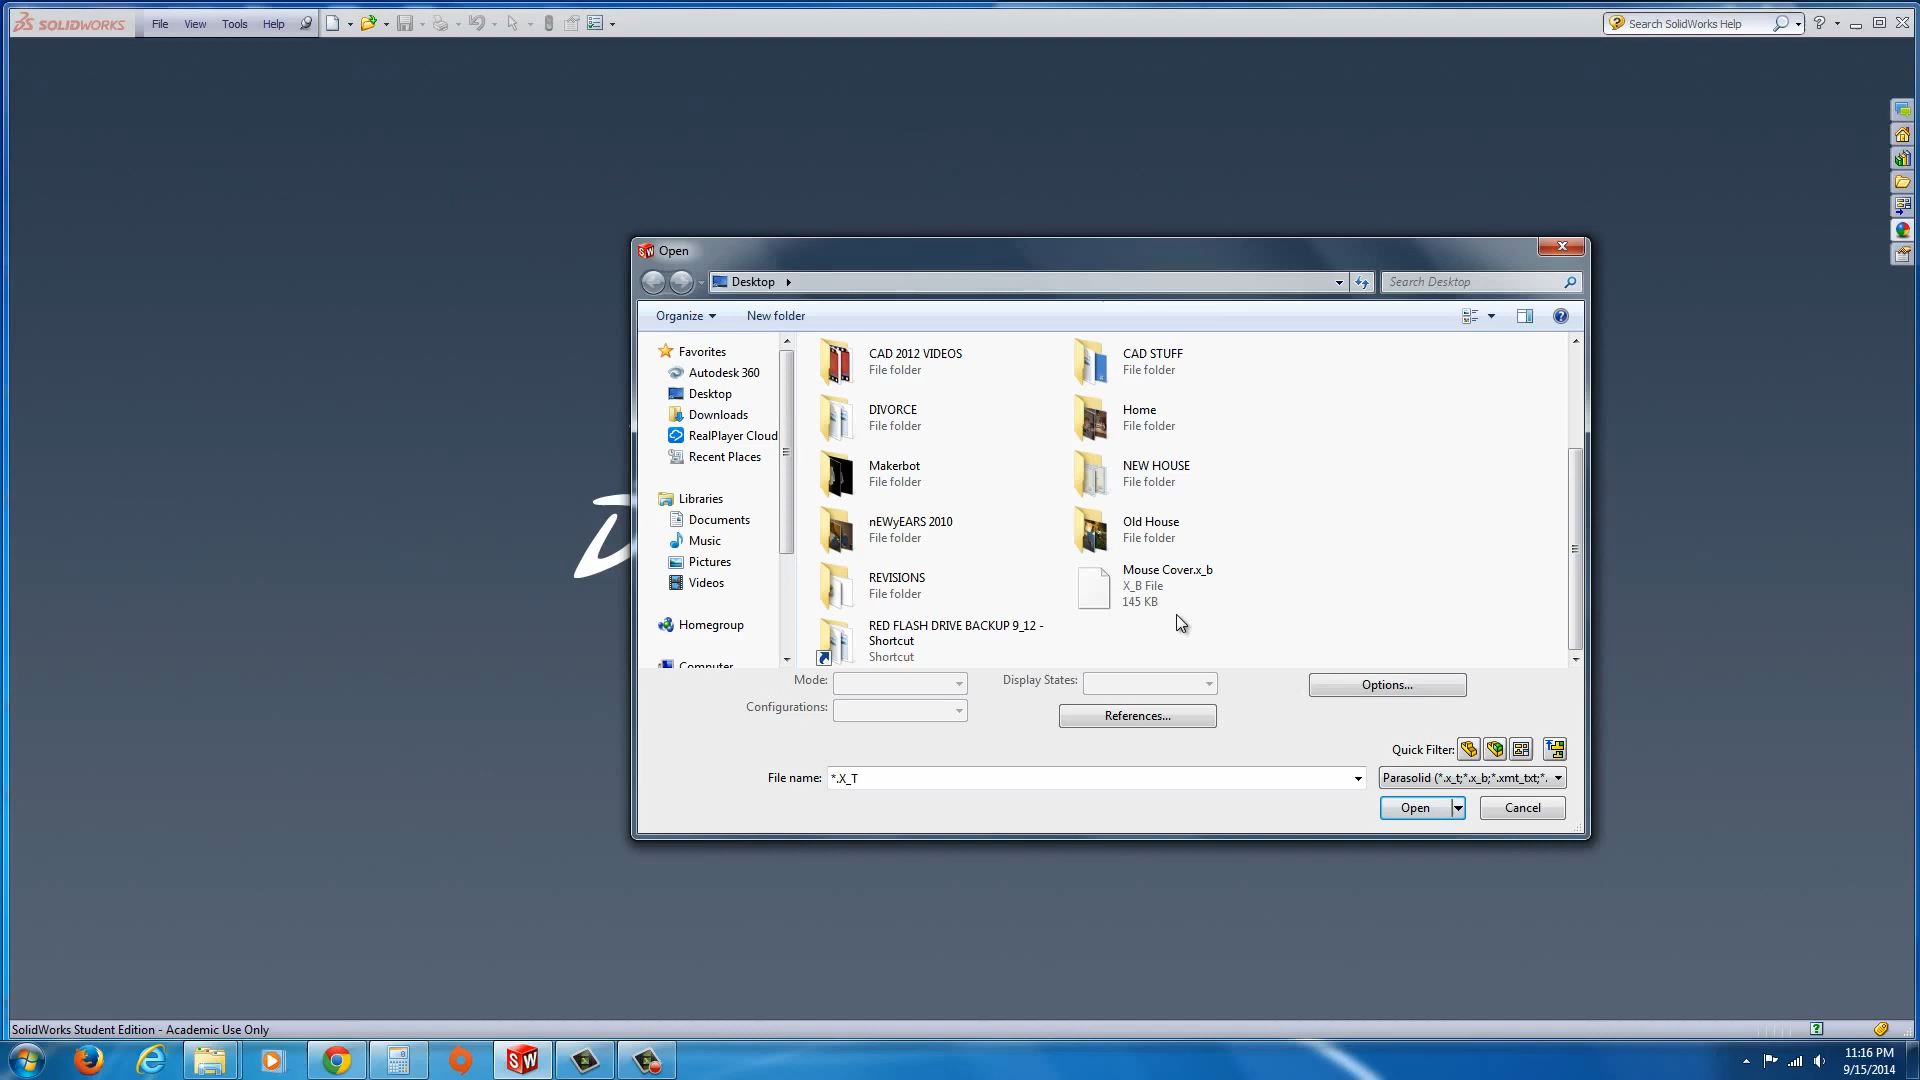 SOLIDWORKS File View Tools Help
Search SolidWorks Help
Open
Desktop
Search Desktop
Organize New folder
Favorites
Autodesk 360
Desktop
Downloads
RealPlayer Cloud
Recent Places
Libraries
Documents
Music
Pictures
Videos
Homegroup
Computer
CAD 2012 VIDEOS
File folder
CAD STUFF
File folder
DIVORCE
File folder
Home
File folder
Makerbot
File folder
NEW HOUSE
File folder
nEWyEARS 2010
File folder
Old House
File folder
REVISIONS
File folder
Mouse Cover.x_b
X_B File
145 KB
RED FLASH DRIVE BACKUP 9_12 -
Shortcut
Shortcut
Mode:
Display States:
Options...
Configurations:
References...
Quick Filter:
File name: *.X_T
Parasolid (*.x_t;*.x_b;*.xmt_txt;*.
Open Cancel
SolidWorks Student Edition - Academic Use Only
11:16 PM
9/15/2014